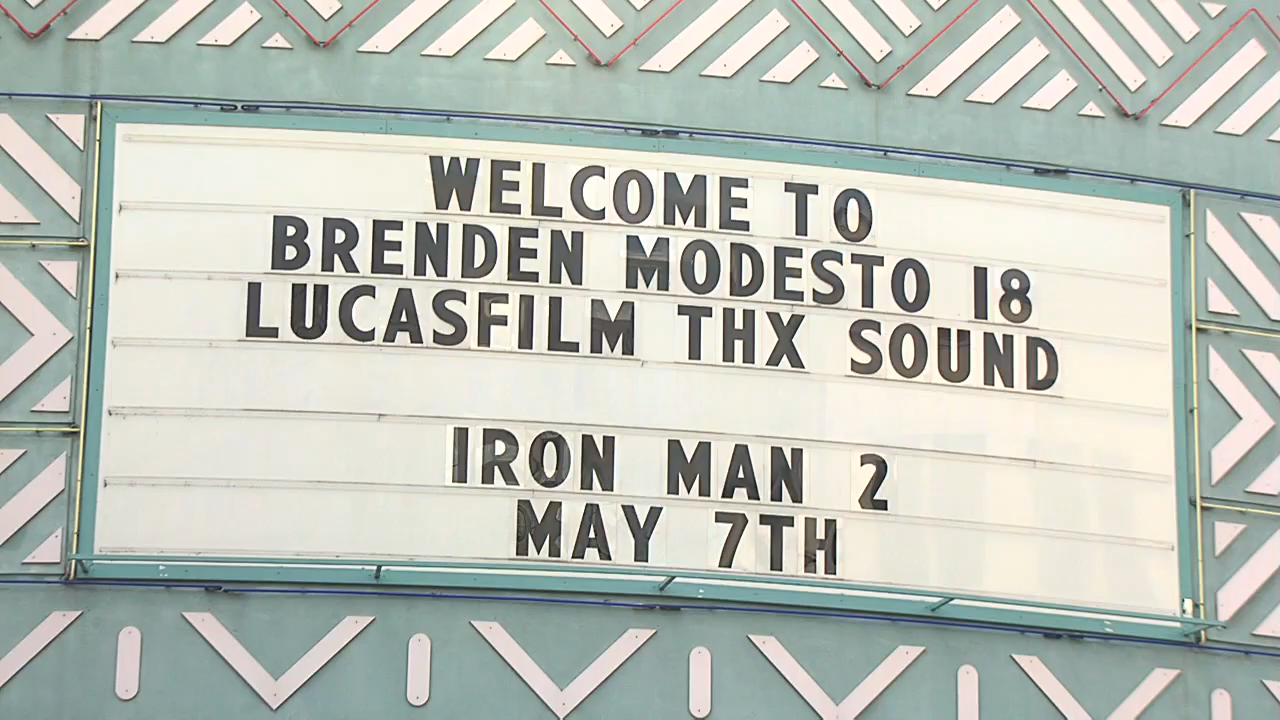 WELCOME TO
BRENDEN MODESTO 18
LUCASFILM THX SOUND
IRON MAN 2
MAY 7TH